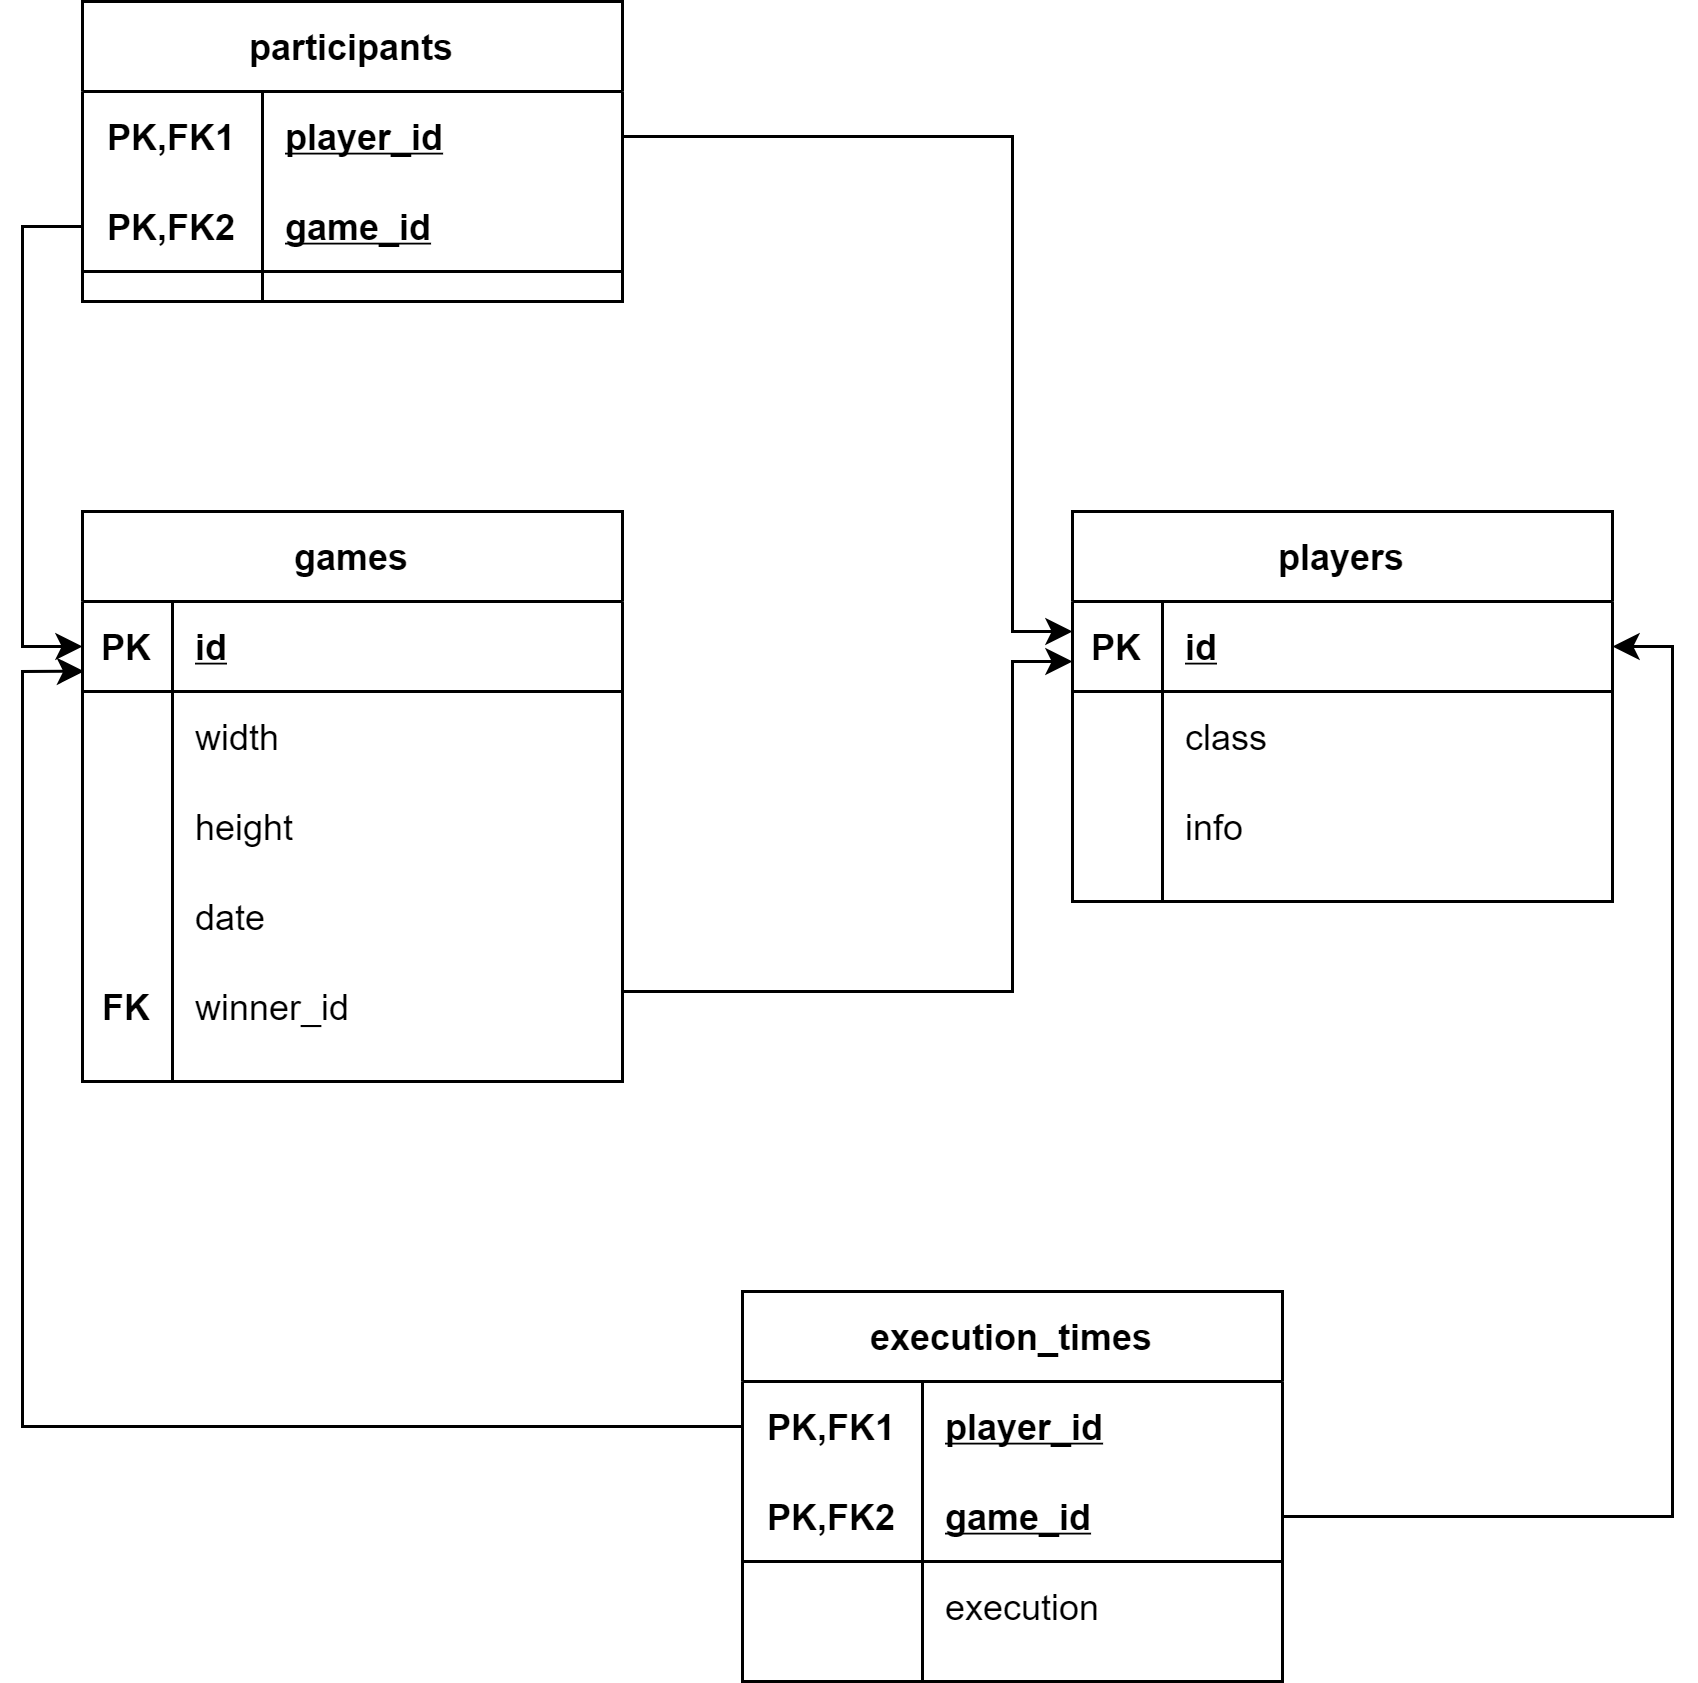 participants
PK,FK1 player_id
PK,FK2 game_id
games
PK id
width
height
date
FK winner_id
players
PK id
class
info
execution_times
PK,FK1 player_id
PK,FK2 game_id
execution